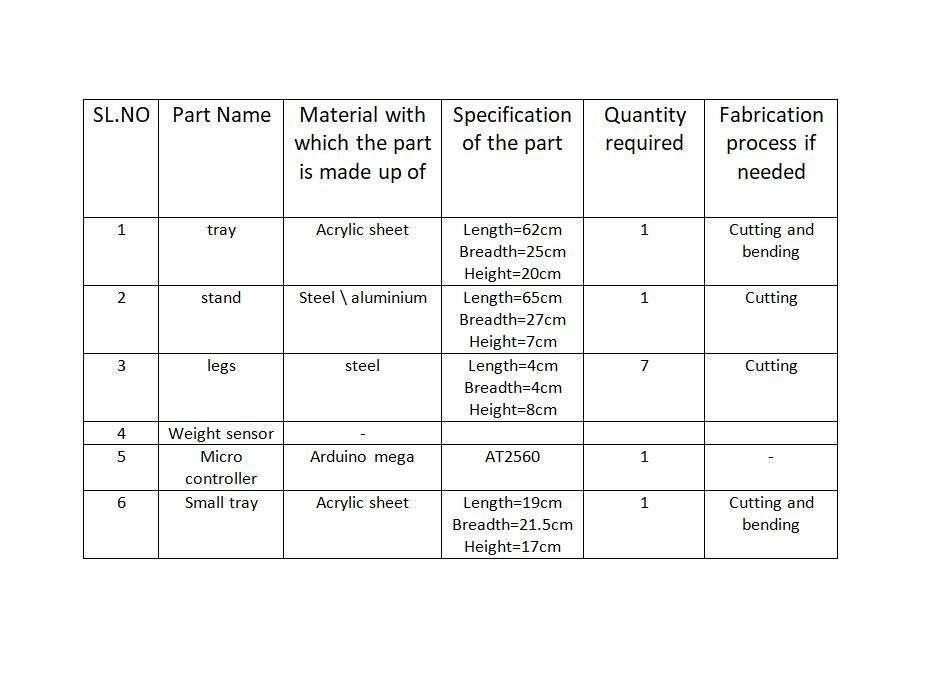 SL.NO Part Name Material with which the part is made up of Specification of the part Quantity required Fabrication process if needed
1 tray Acrylic sheet Length=62cm Breadth=25cm Height=20cm 1 Cutting and bending
2 stand Steel \ aluminium Length=65cm Breadth=27cm Height=7cm 1 Cutting
3 legs steel Length=4cm Breadth=4cm Height=8cm 7 Cutting
4 Weight sensor -
5 Micro controller Arduino mega AT2560 1 -
6 Small tray Acrylic sheet Length=19cm Breadth=21.5cm Height=17cm 1 Cutting and bending